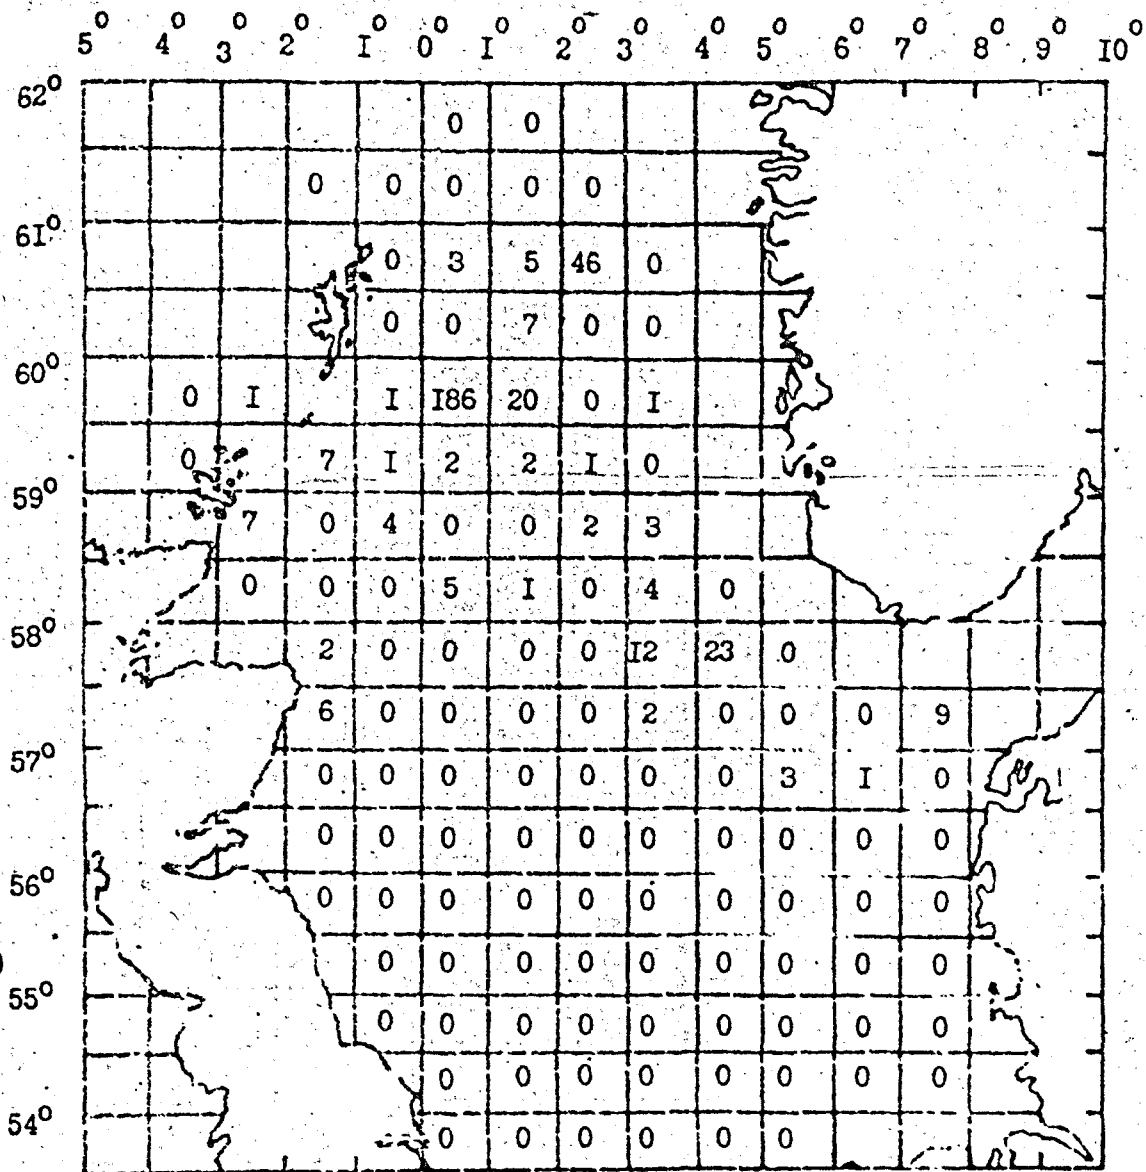 5° 4° 3° 2° I° 0° I° 2° 3° 4° 5° 6° 7° 8° 9° I0°
62°
0 0
0 0 0 0 0
6I°
0 3 5 46 0
0 0 7 0 0
60°
0 I I I86 20 0 I
0 7 I 2 2 I 0
59°
7 0 4 0 0 2 3
0 0 0 5 I 0 4 0
58°
2 0 0 0 0 I2 23 0
6 0 0 0 0 2 0 0 0 9
57°
0 0 0 0 0 0 0 3 I 0
0 0 0 0 0 0 0 0 0 0
56°
0 0 0 0 0 0 0 0 0 0
0 0 0 0 0 0 0 0 0
55°
0 0 0 0 0 0 0 0 0
0 0 0 0 0 0 0 0
54°
0 0 0 0 0 0